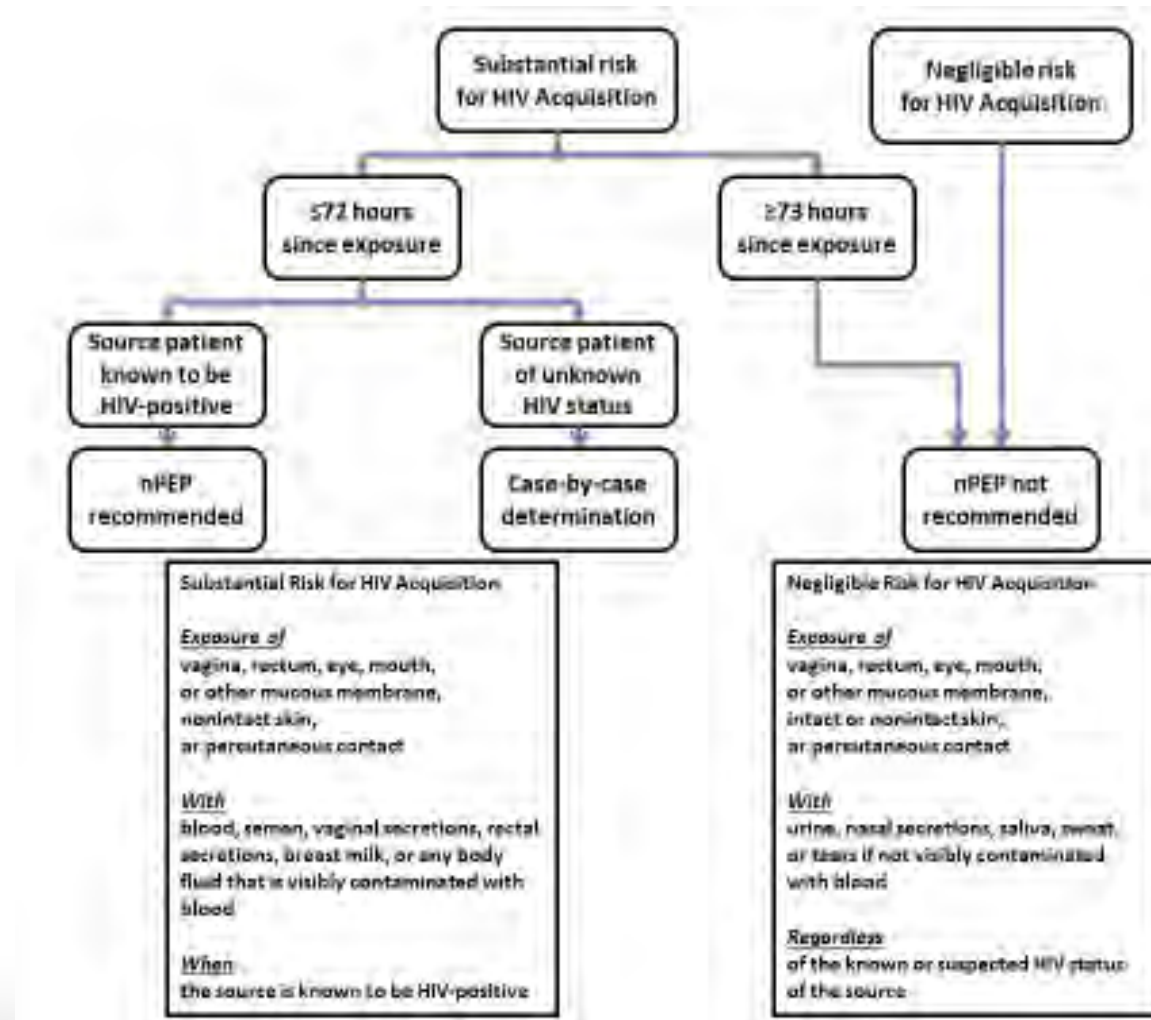 Substantial risk
for HIV Acquisition
Negligible risk
for HIV Acquisition
≤72 hours
since exposure
≥73 hours
since exposure
Source patient
known to be
HIV-positive
Source patient
of unknown
HIV status
nPEP
recommended
Case-by-case
determination
nPEP not
recommended
Substantial Risk for HIV Acquisition
Exposure of
vagina, rectum, eye, mouth,
or other mucous membrane,
nonintact skin,
or percutaneous contact
With
blood, semen, vaginal secretions, rectal
secretions, breast milk, or any body
fluid that is visibly contaminated with
blood
When
the source is known to be HIV-positive
Negligible Risk for HIV Acquisition
Exposure of
vagina, rectum, eye, mouth,
or other mucous membrane,
intact or nonintact skin,
or percutaneous contact
With
urine, nasal secretions, saliva, sweat,
or tears if not visibly contaminated
with blood
Regardless
of the known or suspected HIV status
of the source